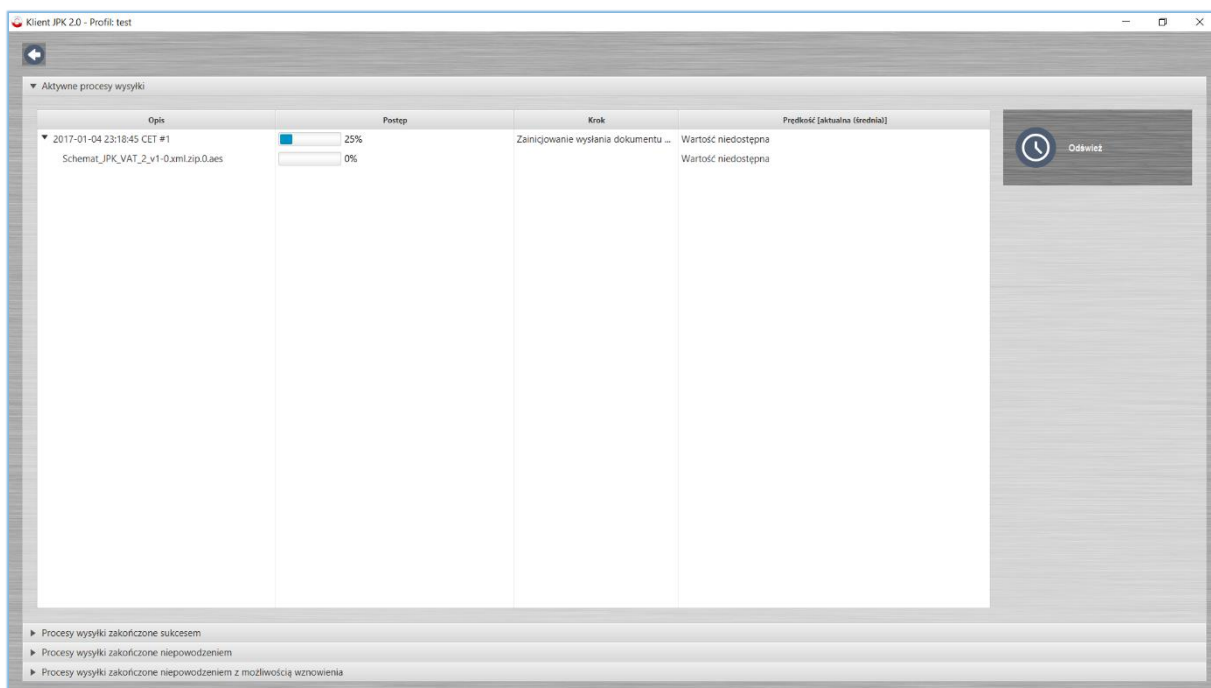 Klient JPK 2.0 - Profil: test
Aktywne procesy wysyłki
Opis Postęp Krok Prędkość [aktualna (średnia)]
2017-01-04 23:18:45 CET #1 25% Zainicjowanie wysłania dokumentu ... Wartość niedostępna
Schemat_JPK_VAT_2_v1-0.xml.zip.0.aes 0% Wartość niedostępna
Odśwież
Procesy wysyłki zakończone sukcesem
Procesy wysyłki zakończone niepowodzeniem
Procesy wysyłki zakończone niepowodzeniem z możliwością wznowienia